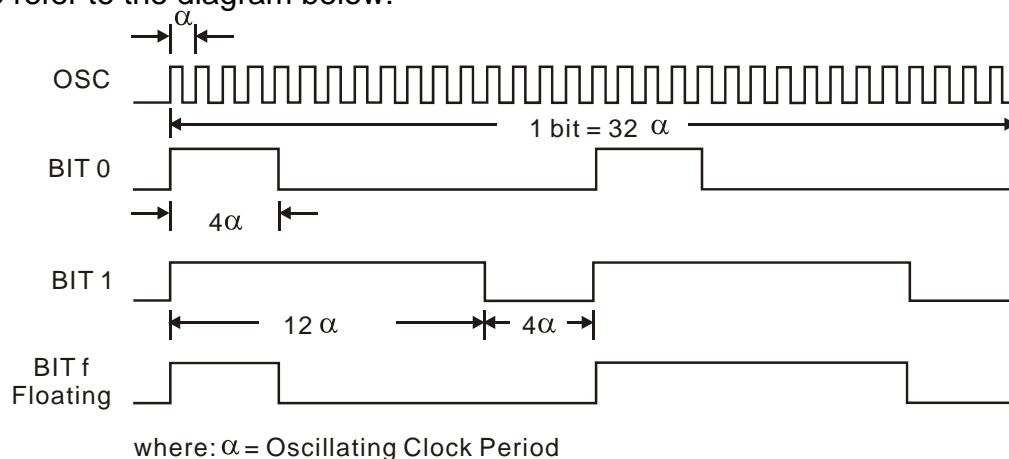 refer to the diagram below.
α
OSC
1 bit = 32 α
BIT 0
4α
BIT 1
12 α
4α
BIT f
Floating
where: α = Oscillating Clock Period